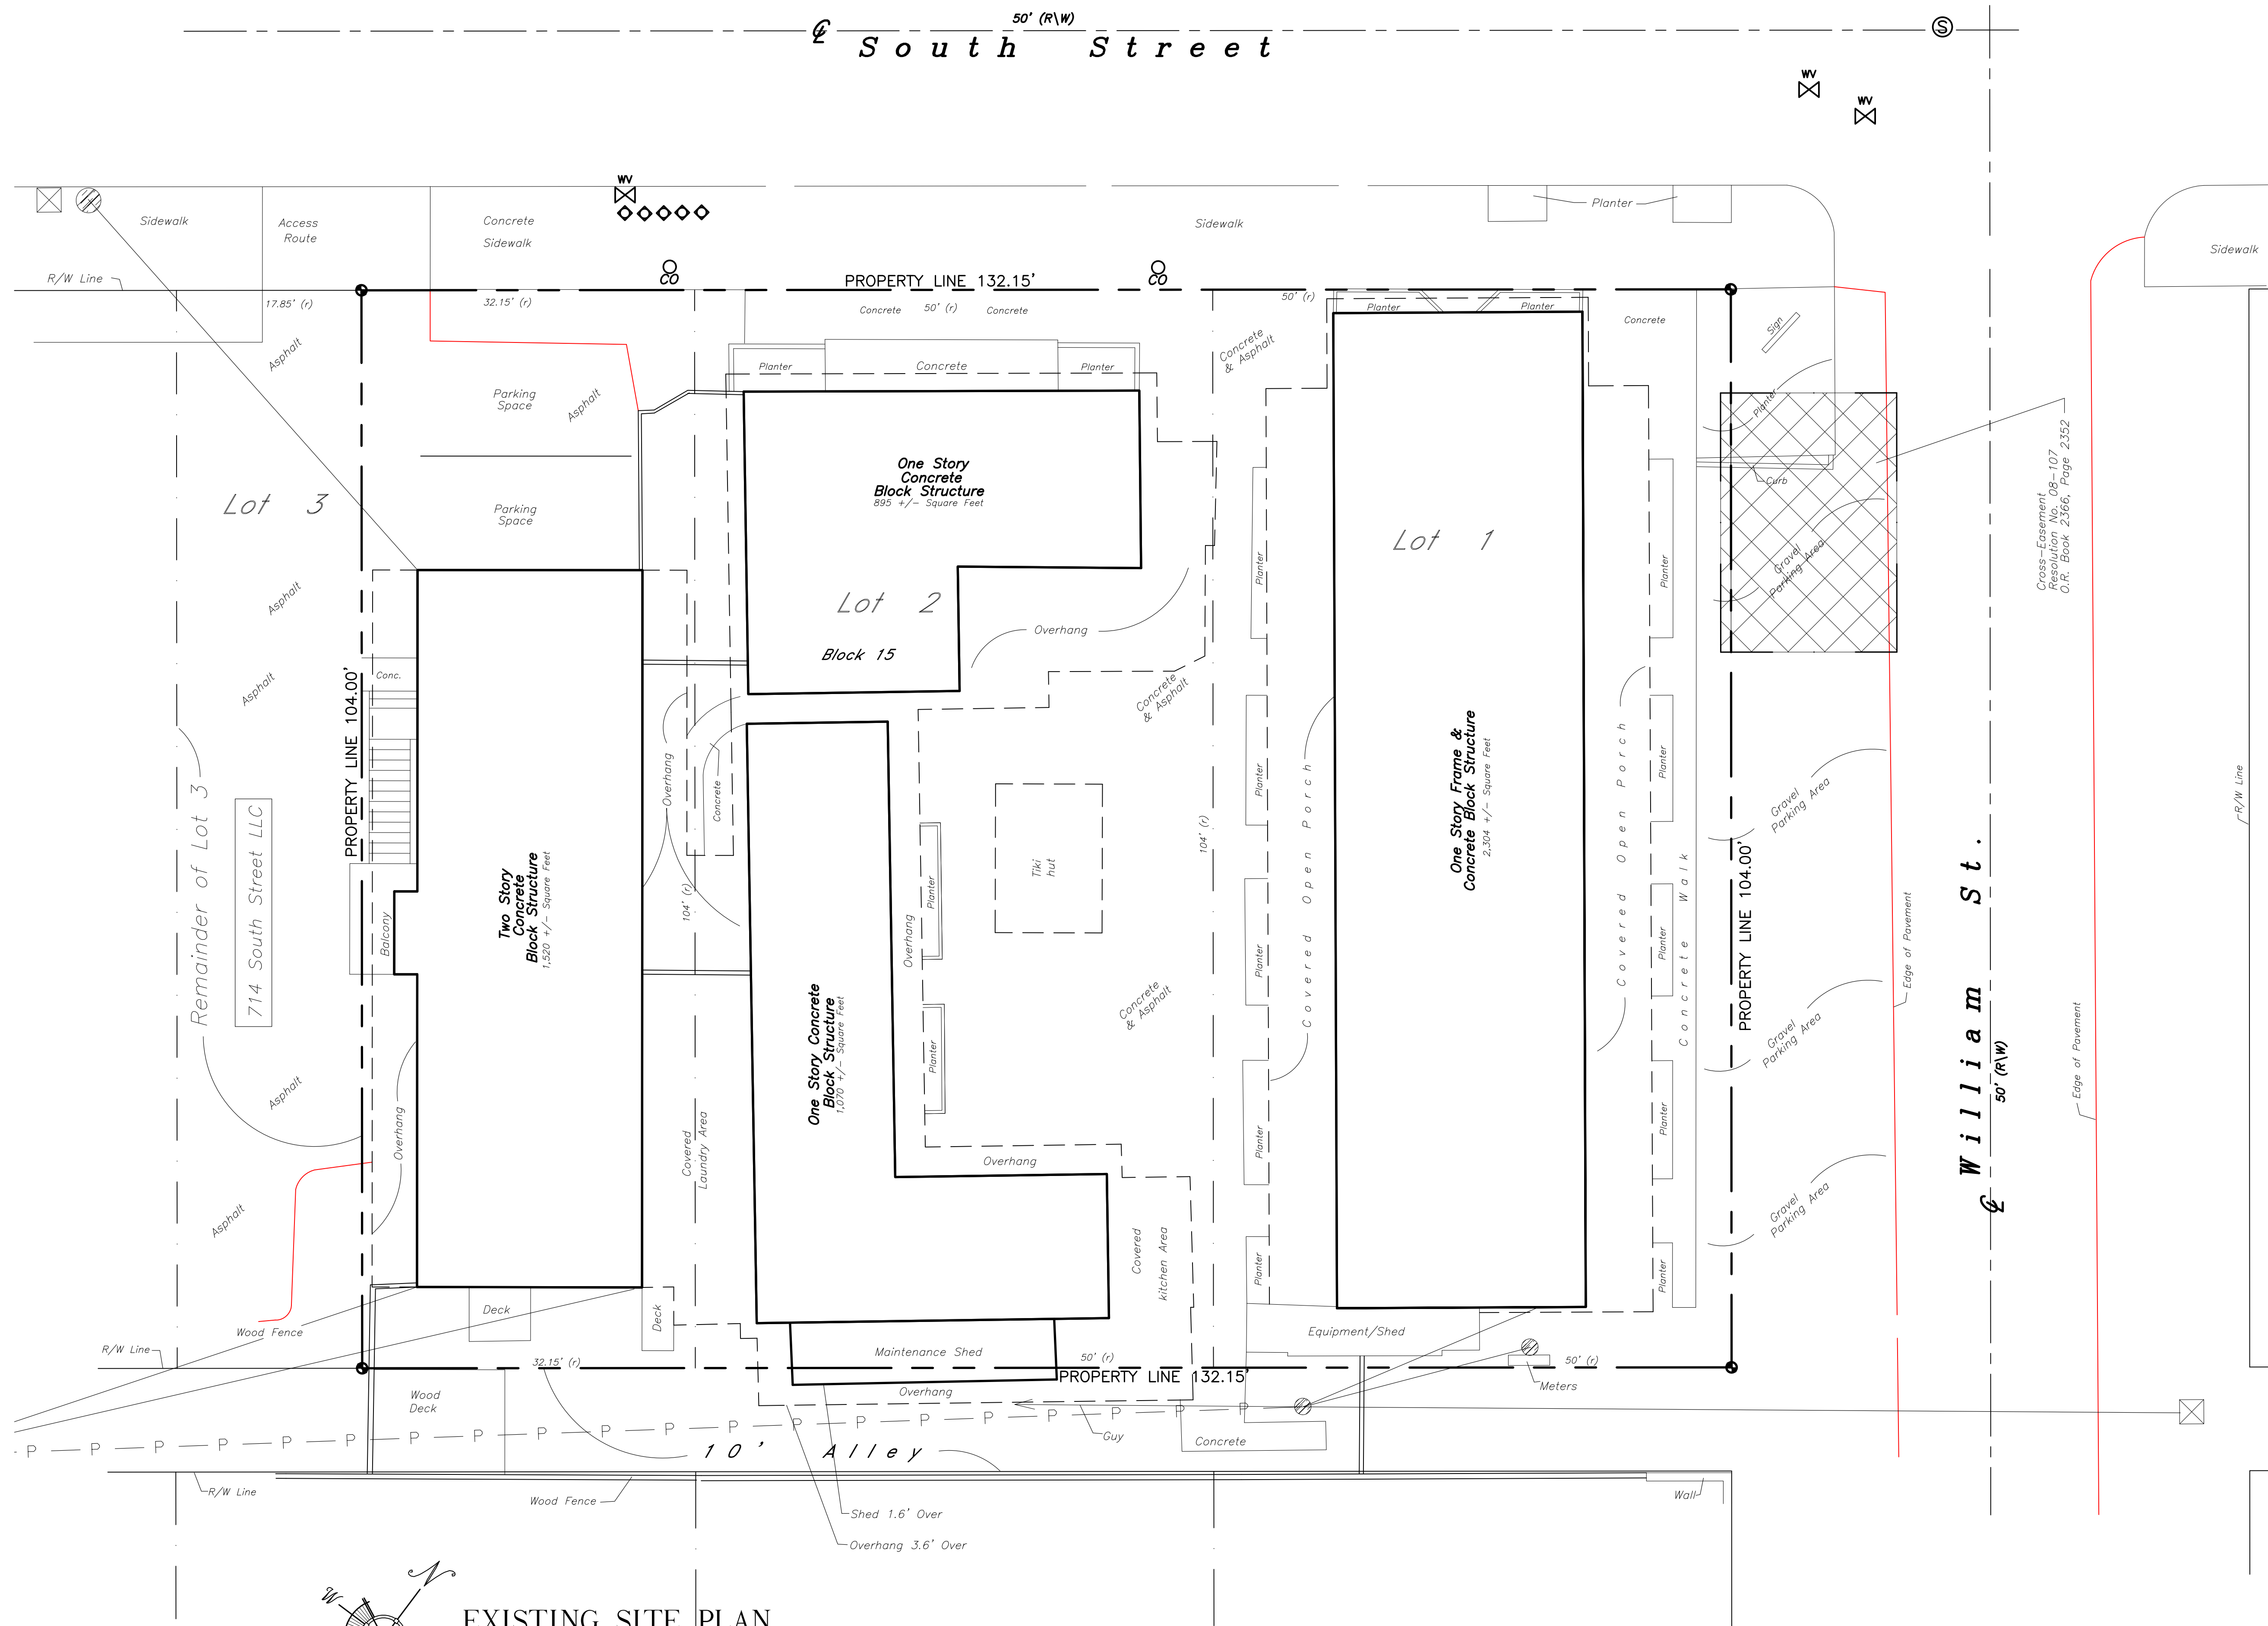 50' (R\W)
South Street
S
WV
WV
WV
Sidewalk
Access
Route
Concrete
Sidewalk
Sidewalk
Planter
Sidewalk
R/W Line
CO
PROPERTY LINE 132.15'
CO
17.85' (r)
32.15' (r)
Concrete
50' (r)
Concrete
50' (r)
Planter
Planter
Concrete
Sign
Asphalt
Concrete
& Asphalt
Planter
Concrete
Planter
Parking
Space
Asphalt
Planter
One Story
Concrete
Block Structure
895 +/- Square Feet
Lot 3
Parking
Space
Lot 1
Curb
Cross-Easement
Resolution No. 08-107
O.R. Book 2366, Page 2352
Planter
Planter
Gravel
Parking Area
Asphalt
Lot 2
Overhang
Block 15
Asphalt
Conc.
PROPERTY LINE 104.00'
Concrete
& Asphalt
Overhang
Concrete
Planter
Covered Open Porch
One Story Frame &
Concrete Block Structure
2,304 +/- Square Feet
Covered Open Porch
Planter
Gravel
Parking Area
R/W Line
Remainder of Lot 3
714 South Street LLC
Two Story
Concrete
Block Structure
1,520 +/- Square Feet
Balcony
104' (r)
Tiki
hut
Planter
Overhang
104' (r)
Planter
Planter
Concrete Walk
PROPERTY LINE 104.00'
Edge of Pavement
William St.
50' (R\W)
Edge of Pavement
One Story Concrete
Block Structure
1,070 +/- Square Feet
Concrete
& Asphalt
Planter
Gravel
Parking Area
Asphalt
Overhang
Covered
Laundry Area
Overhang
Planter
Planter
Asphalt
Covered
kitchen Area
Planter
Planter
Gravel
Parking Area
Deck
Deck
Wood Fence
R/W Line
Equipment/Shed
Maintenance Shed
32.15' (r)
50' (r)
50' (r)
PROPERTY LINE 132.15'
Meters
Wood
Deck
Overhang
P P P P P P P P P P P P P P P P P P P P
Guy
Concrete
10' Alley
R/W Line
Wood Fence
Wall
Shed 1.6' Over
Overhang 3.6' Over
N
W
EXISTING SITE PLAN